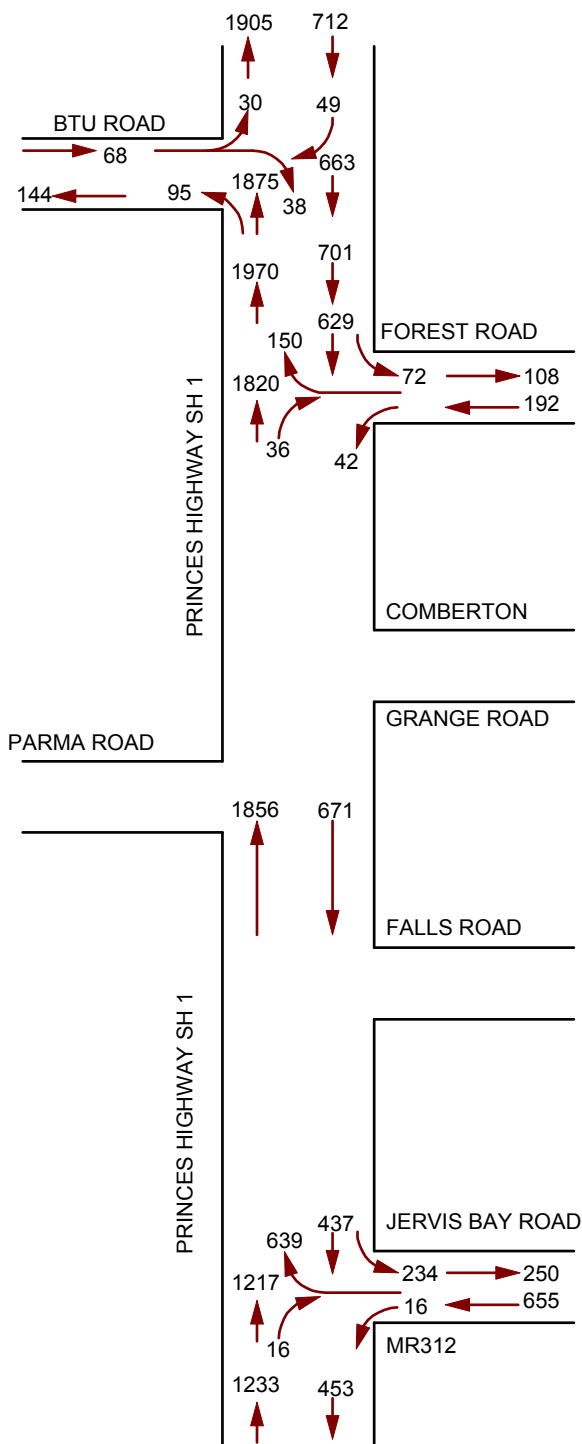 1905 712
30 49
BTU ROAD
68 663
144 95 1875 38
1970 701
150 629 FOREST ROAD
1820 72 108
192
36 42
PRINCES HIGHWAY SH 1
COMBERTON
GRANGE ROAD
PARMA ROAD
1856 671
FALLS ROAD
PRINCES HIGHWAY SH 1
639 437 JERVIS BAY ROAD
1217 234 250
16 655
16 MR312
1233 453